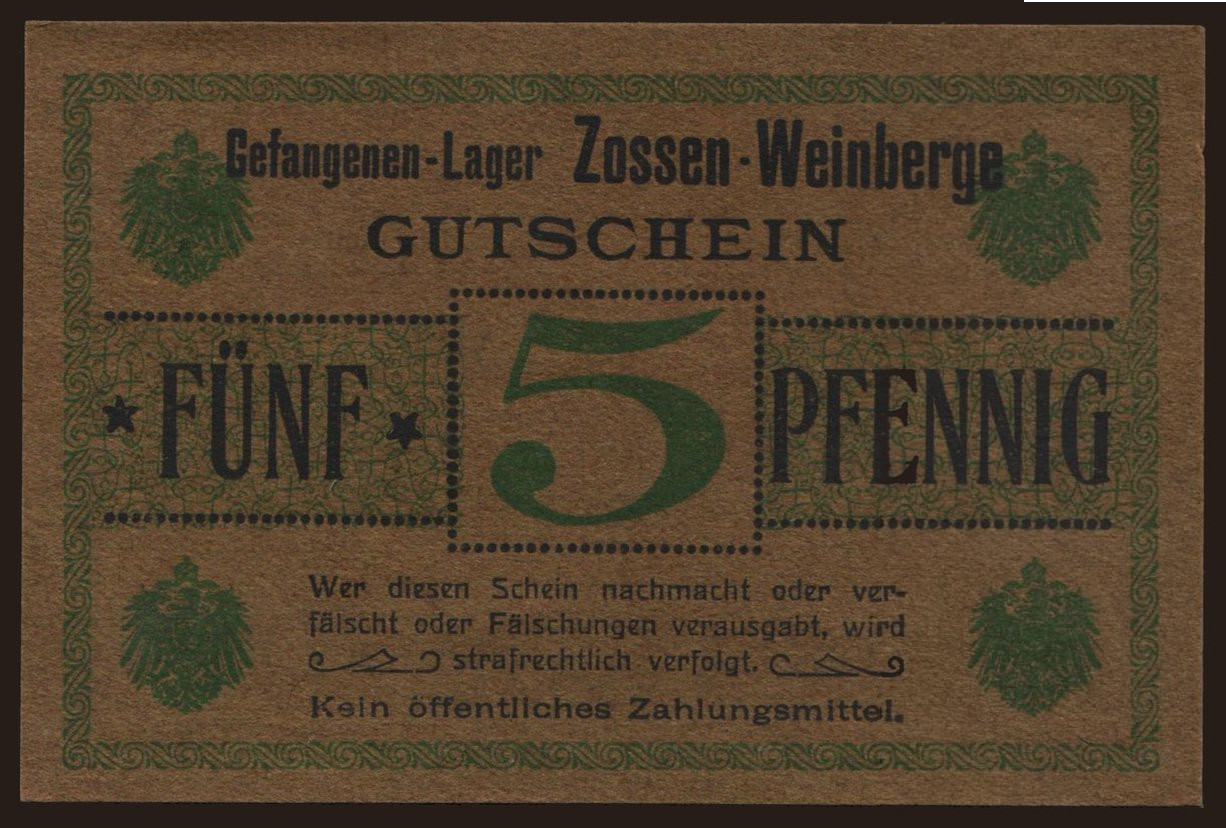 Gefangenen-Lager Zossen-Weinberge
GUTSCHEIN
FÜNF 5 PFENNIG
Wer diesen Schein nachmacht oder ver-
fälscht oder Fälschungen verausgabt, wird
strafrechtlich verfolgt.
Kein öffentliches Zahlungsmittel.